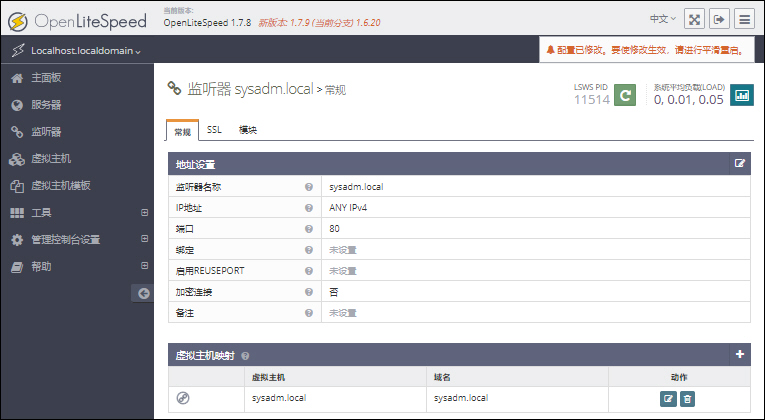 OpenLiteSpeed
当前版本:
OpenLiteSpeed 1.7.8 新版本: 1.7.9 (当前分支) 1.6.20
中文
Localhost.localdomain
配置已修改。要使修改生效，请进行平滑重启。
主面板
服务器
监听器
虚拟主机
虚拟主机模板
工具
管理控制台设置
帮助
监听器 sysadm.local > 常规
LSWS PID
11514
系统平均负载(LOAD)
0, 0.01, 0.05
常规 SSL 模块
地址设置
监听器名称 sysadm.local
IP地址 ANY IPv4
端口 80
绑定 未设置
启用REUSEPORT 未设置
加密连接 否
备注 未设置
虚拟主机映射
虚拟主机 域名 动作
sysadm.local sysadm.local